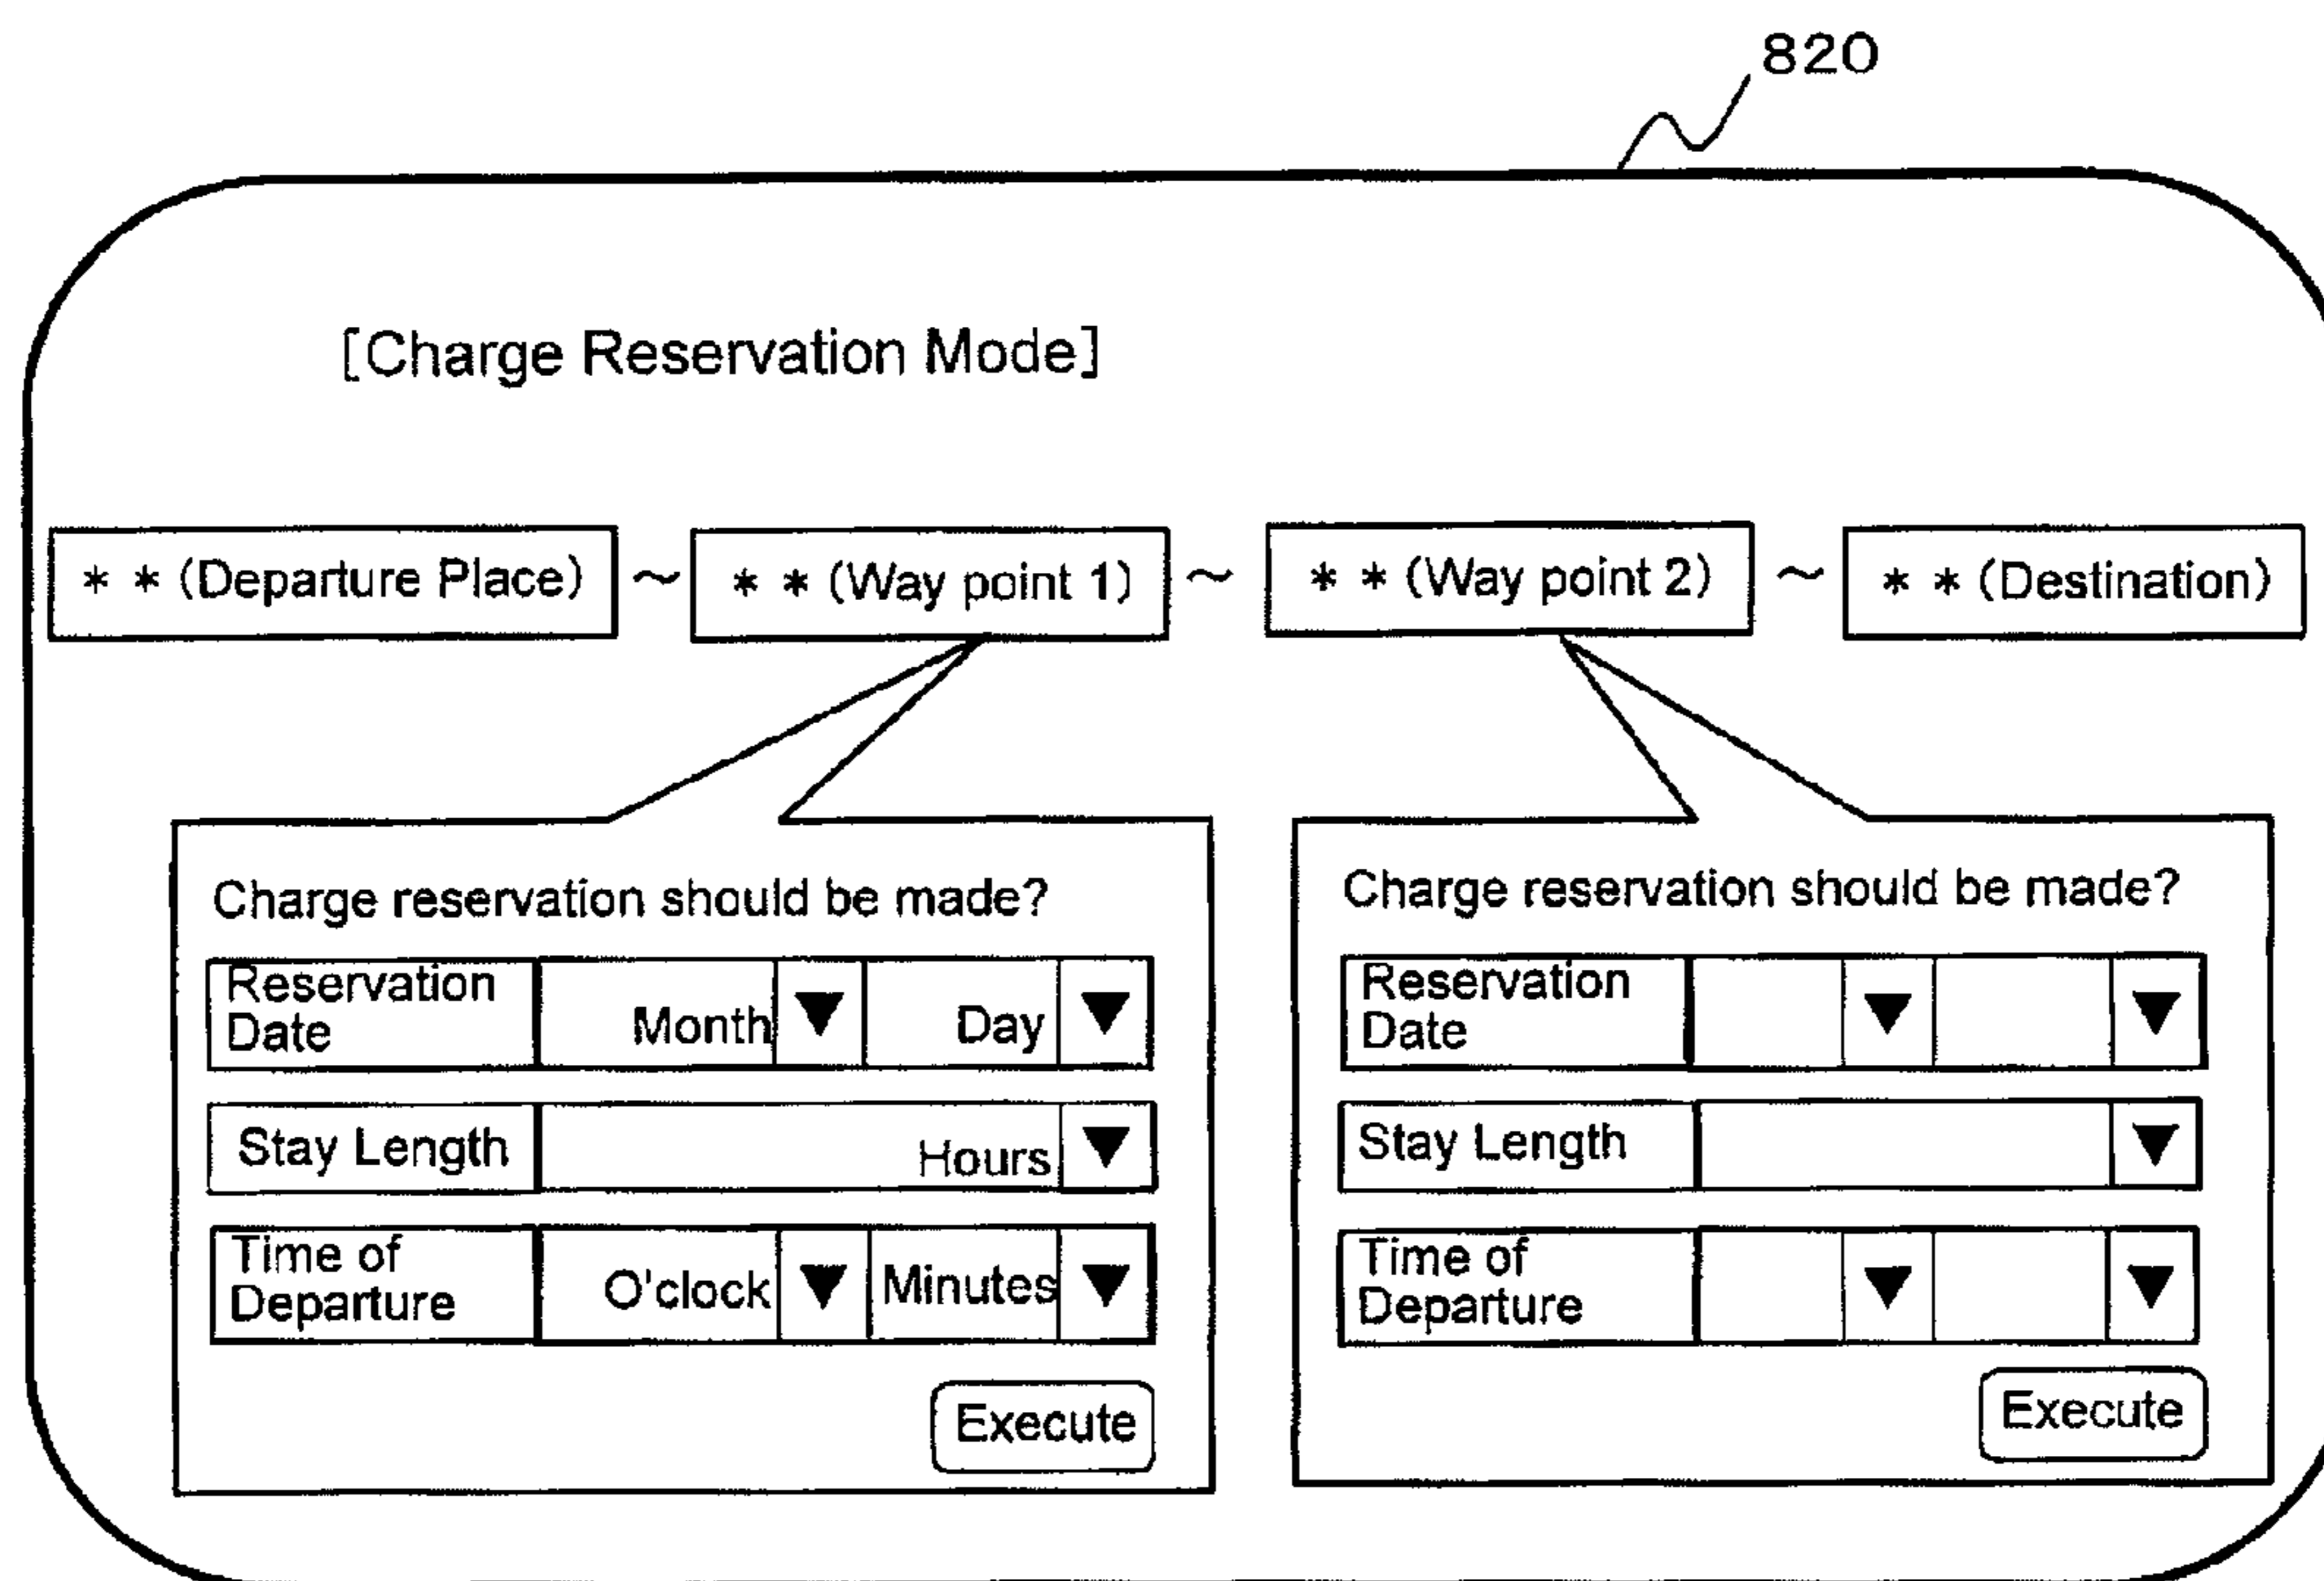 820
[Charge Reservation Mode]
* * (Departure Place) ~ * * (Way point 1) ~ * * (Way point 2) ~ * * (Destination)
Charge reservation should be made?
Reservation
Date
Month ▼ Day ▼
Stay Length
Hours ▼
Time of
Departure
O'clock ▼ Minutes ▼
Execute
Charge reservation should be made?
Reservation
Date
▼ ▼
Stay Length
▼
Time of
Departure
▼ ▼
Execute